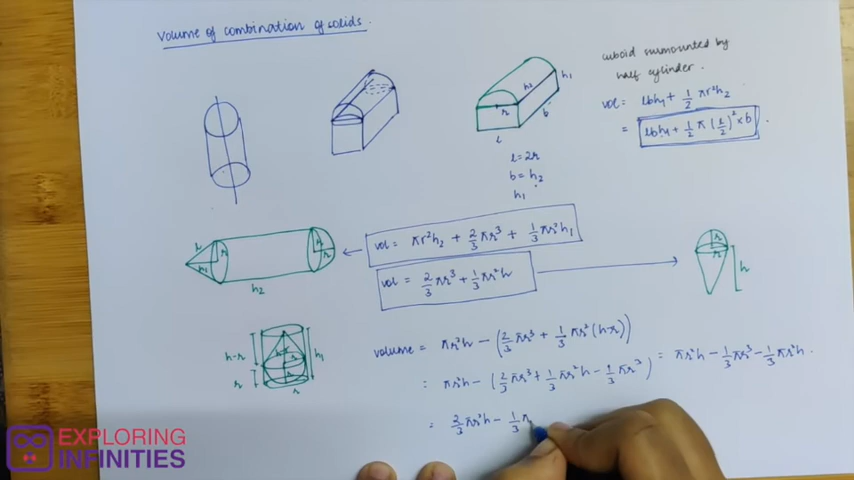 Volume of combination of solids.
cuboid surmounted by
half cylinder.
vol = lbh₁ + 1/2 πr²h₂
= lbh₁ + 1/2 π (l/2)² × b
h₂
h₁
r
b
l
l = 2r
b = h₂
h₁
vol = πr²h₂ + 2/3 πr³ + 1/3 πr²h₁
vol = 2/3 πr³ + 1/3 πr²h
r
h₁
r
r
h₂
r
r
h
volume = πr²h - (2/3 πr³ + 1/3 πr²(h-r))
= πr²h - (2/3 πr³ + 1/3 πr²h - 1/3 πr³) = πr²h - 1/3 πr³ - 1/3 πr²h.
= 2/3 πr²h - 1/3 πr
h-r
r
h₁
r
r
EXPLORING
INFINITIES